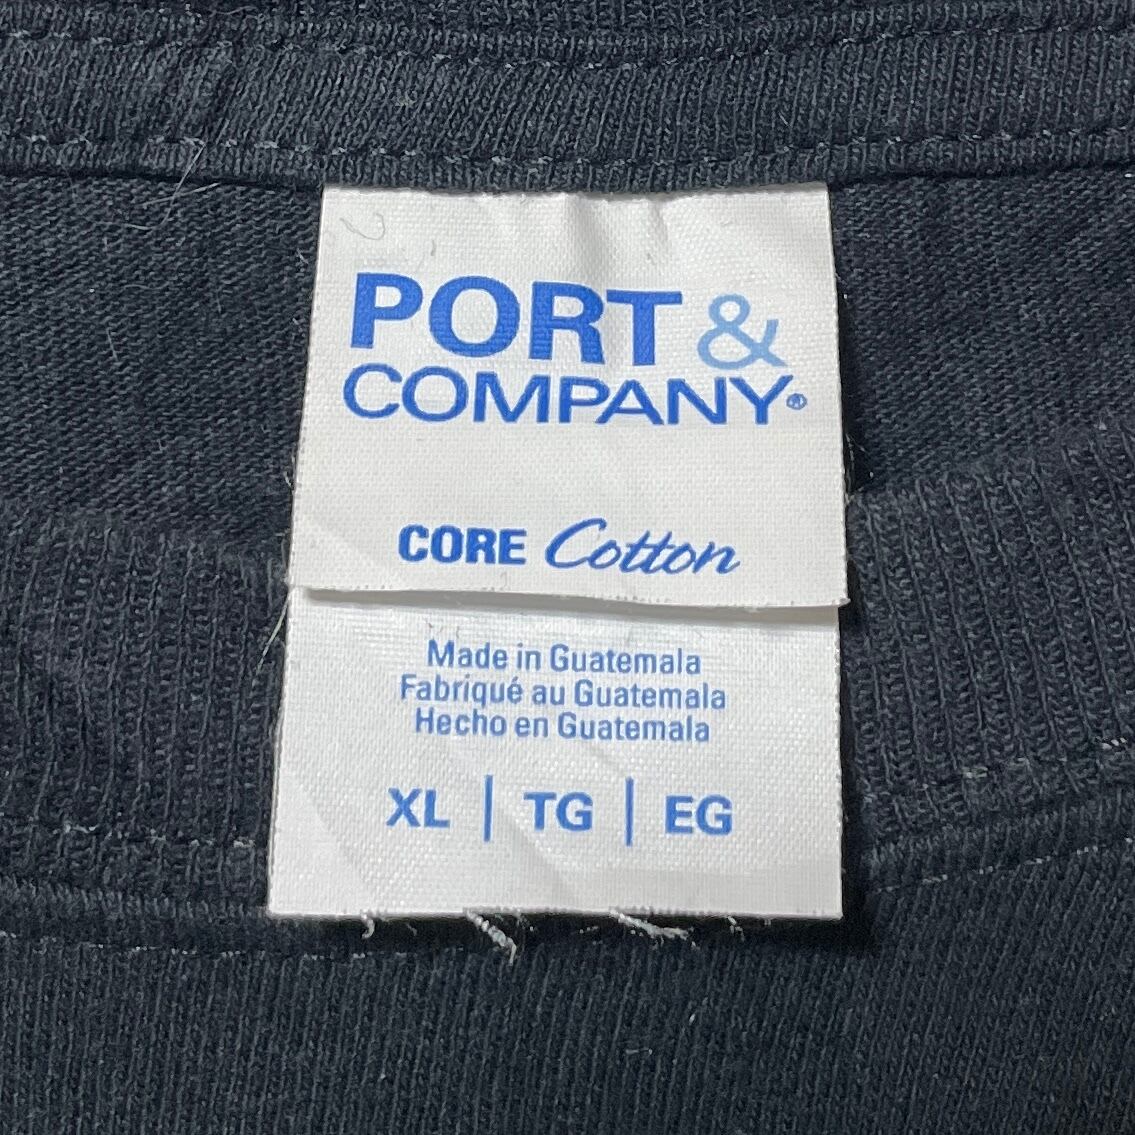 PORT &
COMPANY®
CORE Cotton
Made in Guatemala
Fabriqué au Guatemala
Hecho en Guatemala
XL | TG | EG